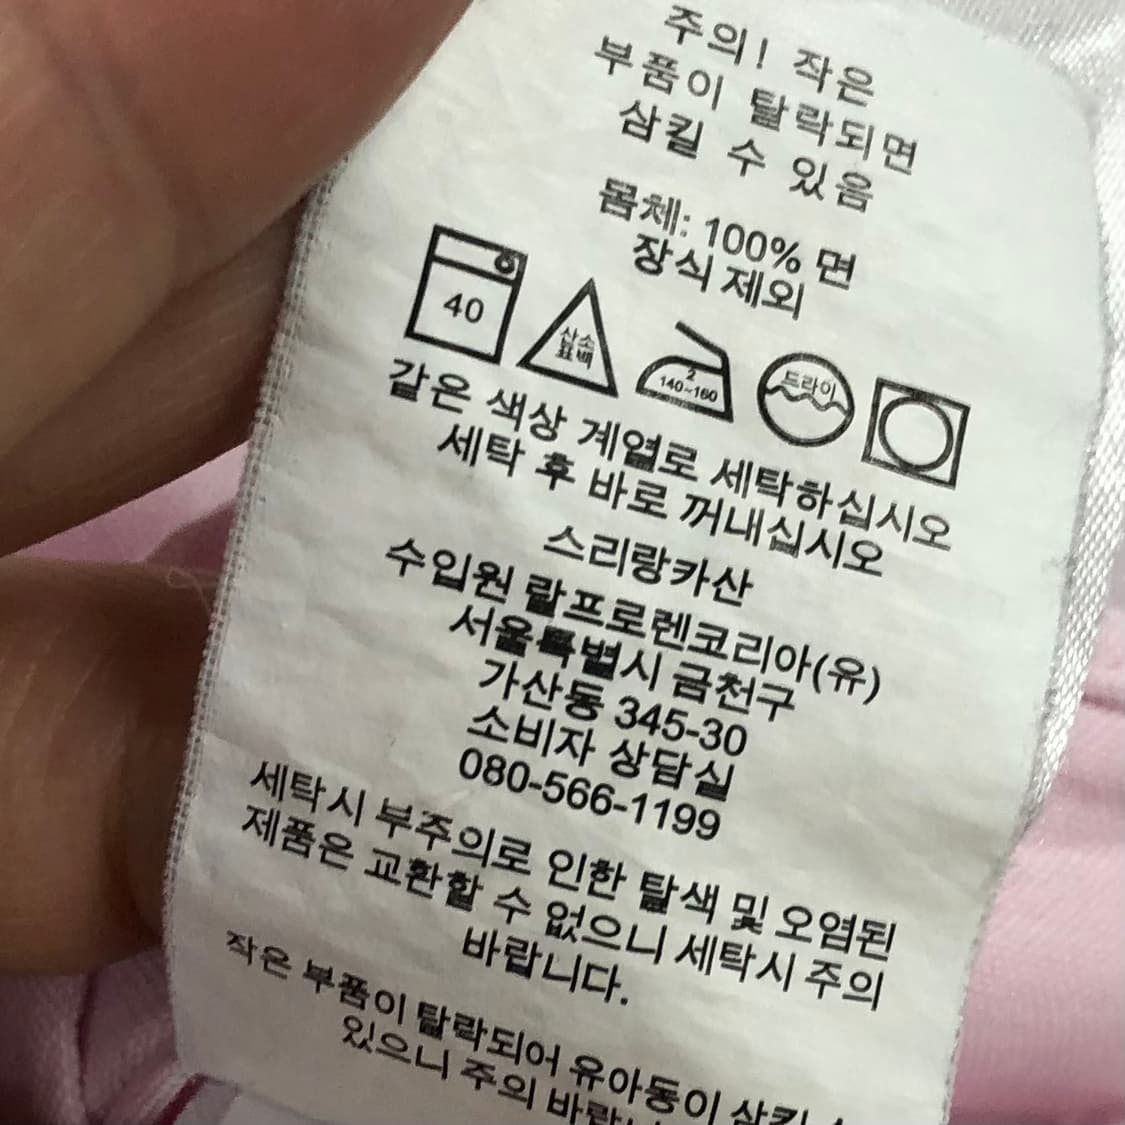 주의! 작은
부품이 탈락되면
삼킬 수 있음
몸체: 100% 면
장식 제외
40
산소
표백
2
140~160
드라이
같은 색상 계열로 세탁하십시오
세탁 후 바로 꺼내십시오
스리랑카산
수입원 랄프로렌코리아(유)
서울특별시 금천구
가산동 345-30
소비자 상담실
080-566-1199
세탁시 부주의로 인한 탈색 및 오염된
제품은 교환할 수 없으니 세탁시 주의
바랍니다.
작은 부품이 탈락되어 유아동이 삼킬
있으니 주의